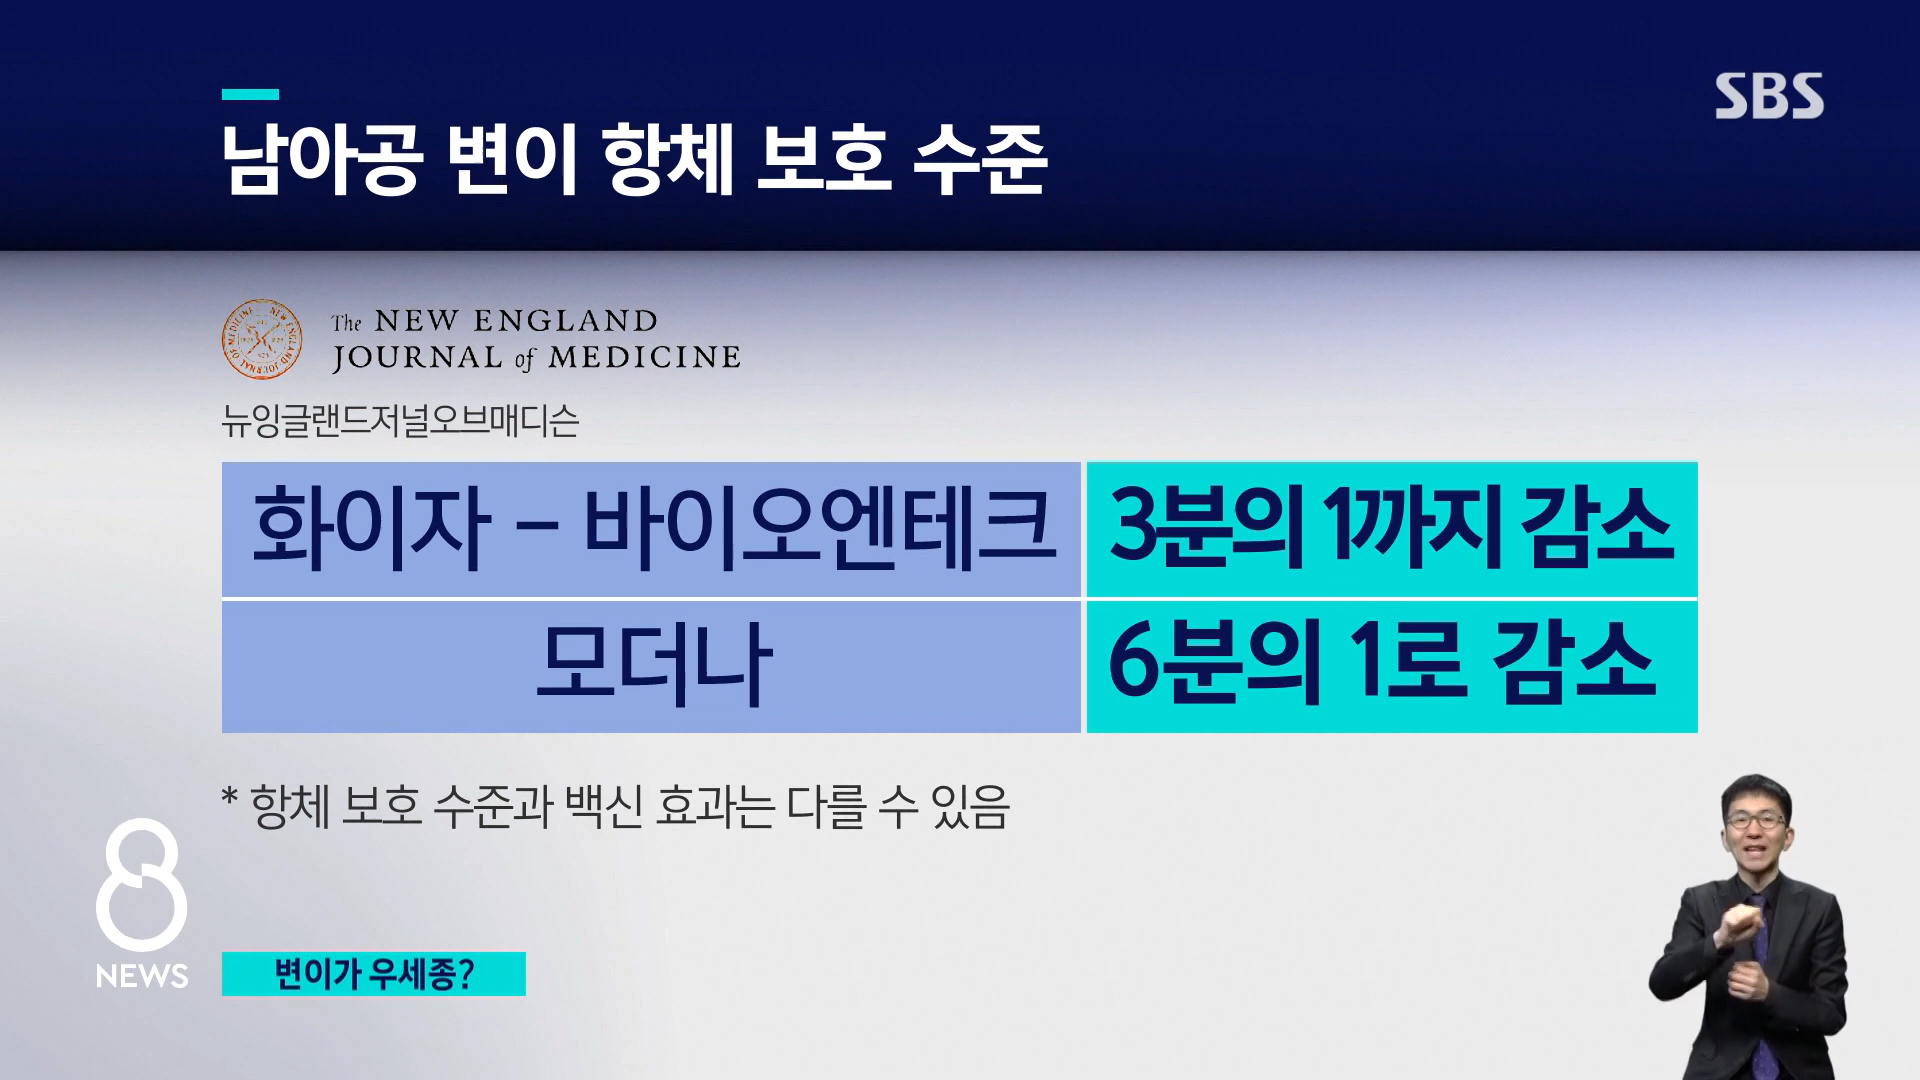 SBS
남아공 변이 항체 보호 수준
The NEW ENGLAND
JOURNAL of MEDICINE
뉴잉글랜드저널오브매디슨
화이자 - 바이오엔테크 3분의 1까지 감소
모더나 6분의 1로 감소
* 항체 보호 수준과 백신 효과는 다를 수 있음
8
NEWS
변이가 우세종?